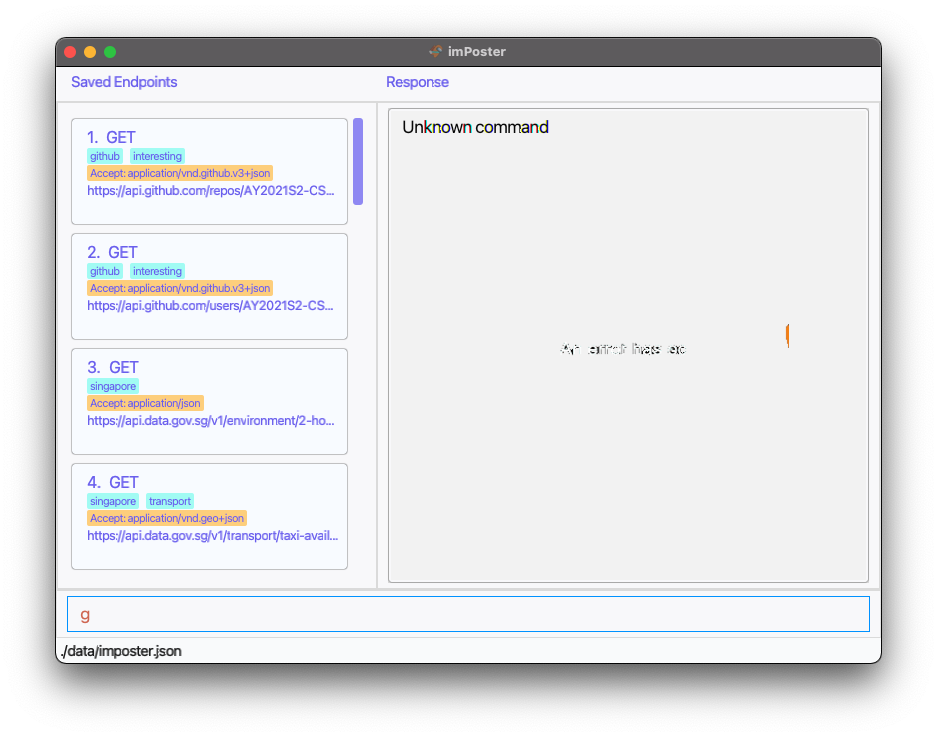 imPoster
Saved Endpoints
Response
1. GET
github interesting
Accept: application/vnd.github.v3+json
https://api.github.com/repos/AY2021S2-CS...
2. GET
github interesting
Accept: application/vnd.github.v3+json
https://api.github.com/users/AY2021S2-CS...
3. GET
singapore
Accept: application/json
https://api.data.gov.sg/v1/environment/2-ho...
4. GET
singapore transport
Accept: application/vnd.geo+json
https://api.data.gov.sg/v1/transport/taxi-avail...
Unknown command
g
./data/imposter.json